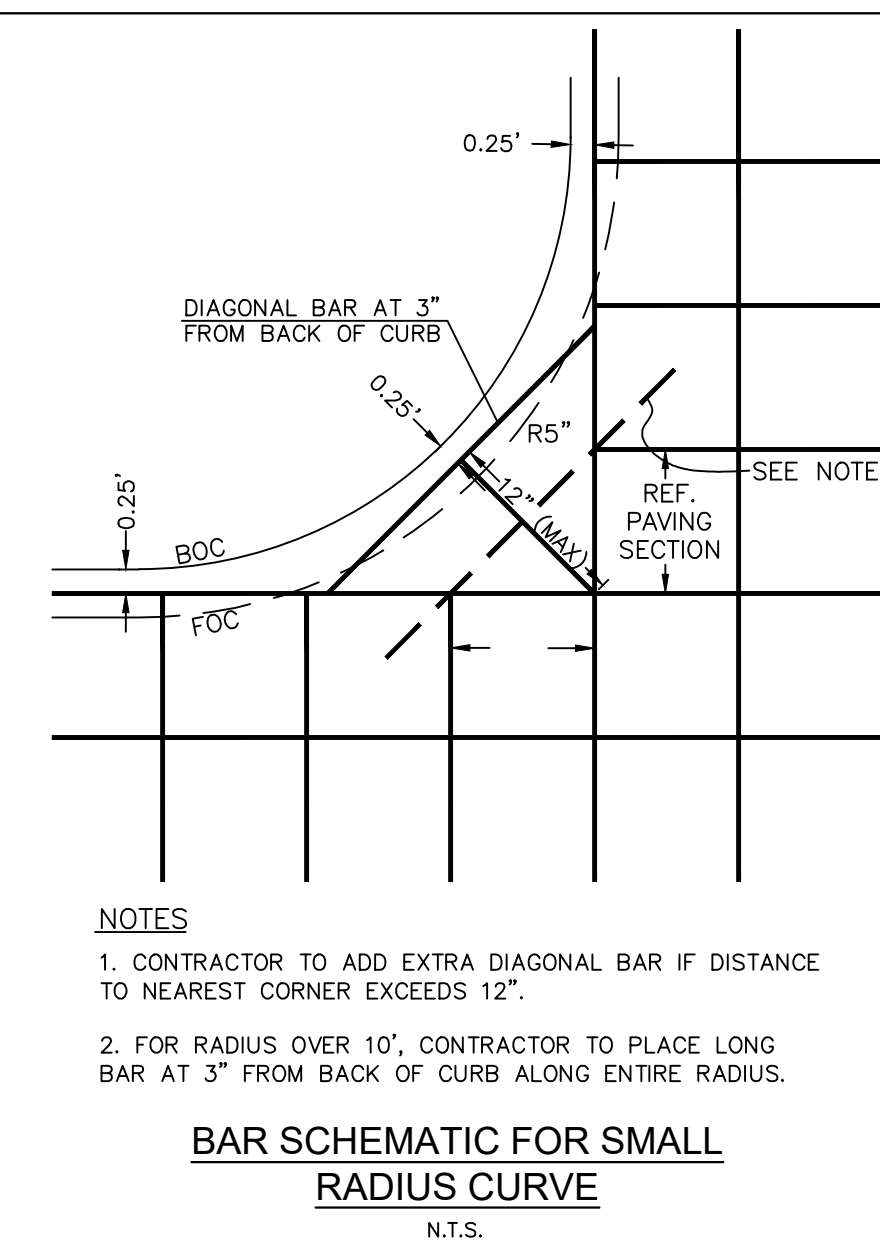 0.25’
DIAGONAL BAR AT 3”
FROM BACK OF CURB
0.25’
R5”
SEE NOTE
0.25’
12” (MAX)
REF.
PAVING
SECTION
BOC
FOC
NOTES
1. CONTRACTOR TO ADD EXTRA DIAGONAL BAR IF DISTANCE
TO NEAREST CORNER EXCEEDS 12”.
2. FOR RADIUS OVER 10’, CONTRACTOR TO PLACE LONG
BAR AT 3” FROM BACK OF CURB ALONG ENTIRE RADIUS.
BAR SCHEMATIC FOR SMALL
RADIUS CURVE
N.T.S.